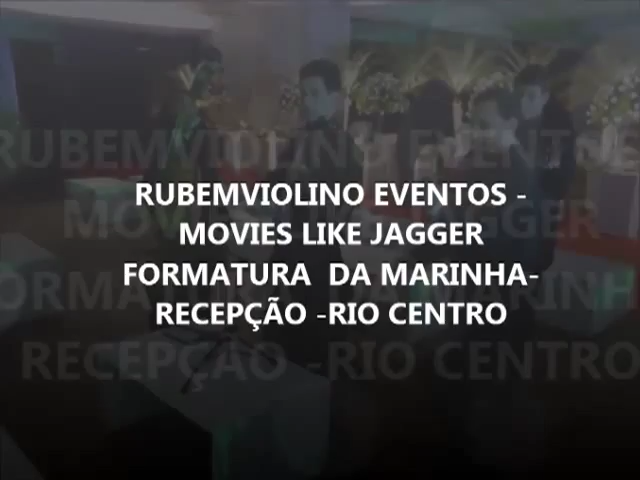 RUBEMVIOLINO EVENTOS -
MOVIES LIKE JAGGER
FORMATURA  DA MARINHA-
RECEPÇÃO -RIO CENTRO